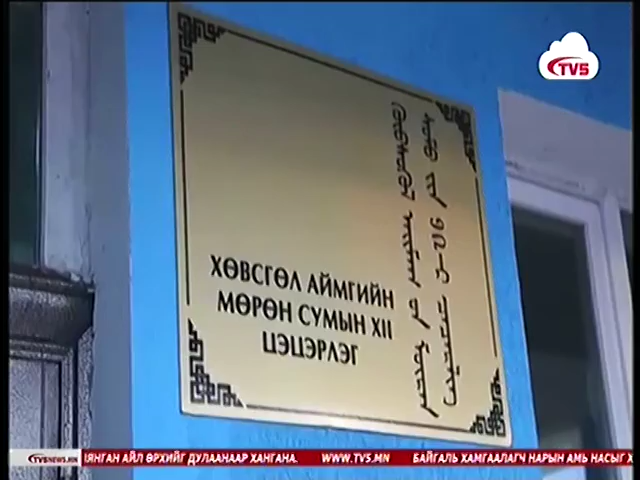 TV5
ХӨВСГӨЛ АЙМГИЙН
МӨРӨН СУМЫН XII
ЦЭЦЭРЛЭГ
TV5NEWS.MN ЯНГАН АЙЛ ӨРХИЙГ ДУЛААНААР ХАНГАНА. WWW.TV5.MN БАЙГАЛЬ ХАМГААЛАГЧ НАРЫН АМЬ НАСЫГ Х